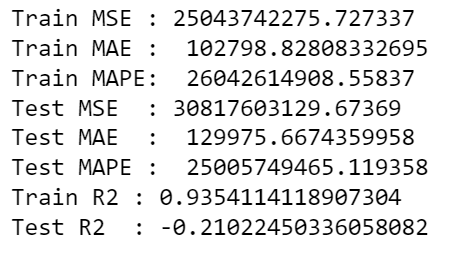 Train MSE : 25043742275.727337
Train MAE :  102798.82808332695
Train MAPE:  26042614908.55837
Test MSE  : 30817603129.67369
Test MAE  :  129975.6674359958
Test MAPE :  25005749465.119358
Train R2 : 0.9354114118907304
Test R2  : -0.21022450336058082